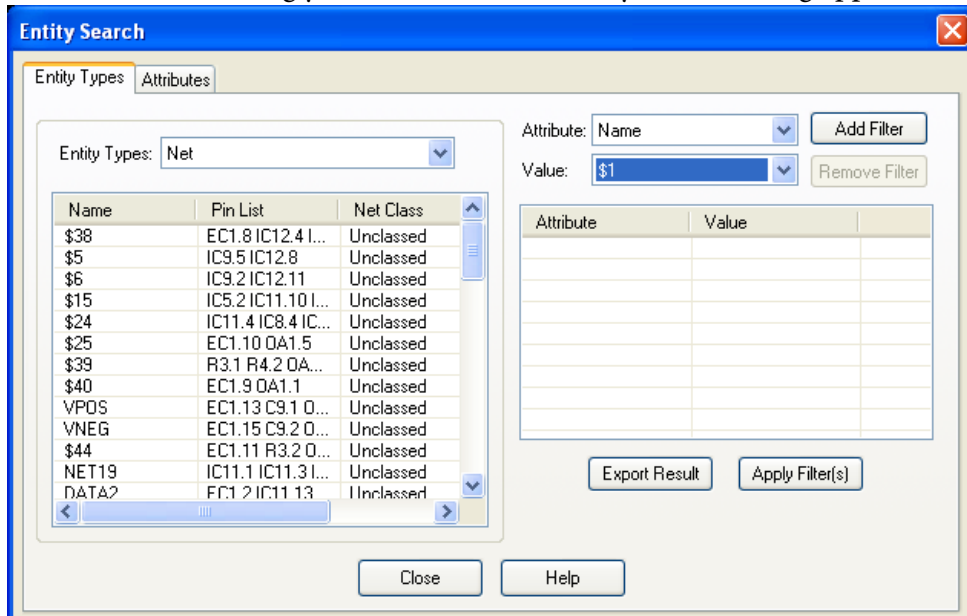 Entity Search
Entity Types Attributes
Entity Types: Net
Name Pin List Net Class
$38 EC1.8 IC12.4 I... Unclassed
$5 IC9.5 IC12.8 Unclassed
$6 IC9.2 IC12.11 Unclassed
$15 IC5.2 IC11.10 I... Unclassed
$24 IC11.4 IC8.4 IC... Unclassed
$25 EC1.10 OA1.5 Unclassed
$39 R3.1 R4.2 OA... Unclassed
$40 EC1.9 OA1.1 Unclassed
VPOS EC1.13 C9.1 O... Unclassed
VNEG EC1.15 C9.2 O... Unclassed
$44 EC1.11 R3.2 O... Unclassed
NET19 IC11.1 IC11.3 I... Unclassed
DATA2 EC1.2 IC11.13 Unclassed
Attribute: Name Add Filter
Value: $1 Remove Filter
Attribute Value
Export Result Apply Filter(s)
Close Help